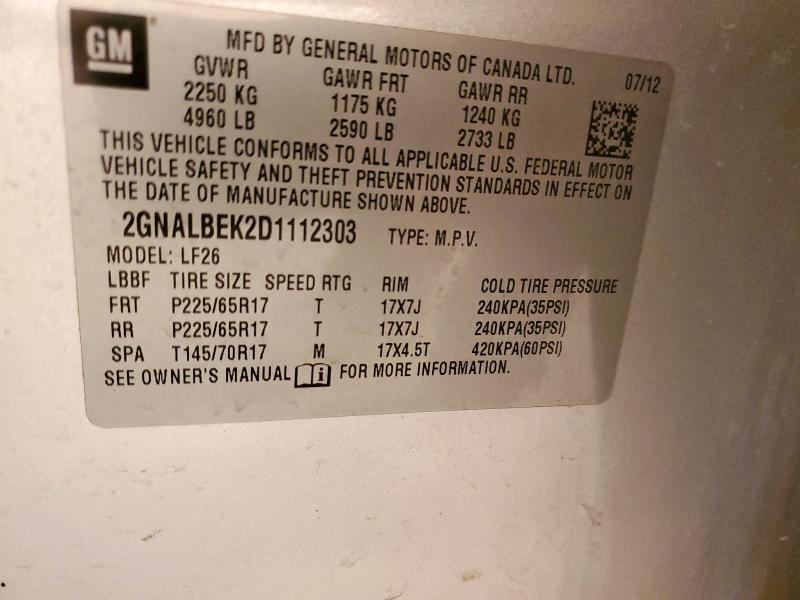 GM
MFD BY GENERAL MOTORS OF CANADA LTD. 07/12
GVWR GAWR FRT GAWR RR
2250 KG 1175 KG 1240 KG
4960 LB 2590 LB 2733 LB
THIS VEHICLE CONFORMS TO ALL APPLICABLE U.S. FEDERAL MOTOR
VEHICLE SAFETY AND THEFT PREVENTION STANDARDS IN EFFECT ON
THE DATE OF MANUFACTURE SHOWN ABOVE.
2GNALBEK2D1112303 TYPE: M.P.V.
MODEL: LF26
LBBF TIRE SIZE SPEED RTG RIM COLD TIRE PRESSURE
FRT P225/65R17 T 17X7J 240KPA(35PSI)
RR P225/65R17 T 17X7J 240KPA(35PSI)
SPA T145/70R17 M 17X4.5T 420KPA(60PSI)
SEE OWNER'S MANUAL i FOR MORE INFORMATION.